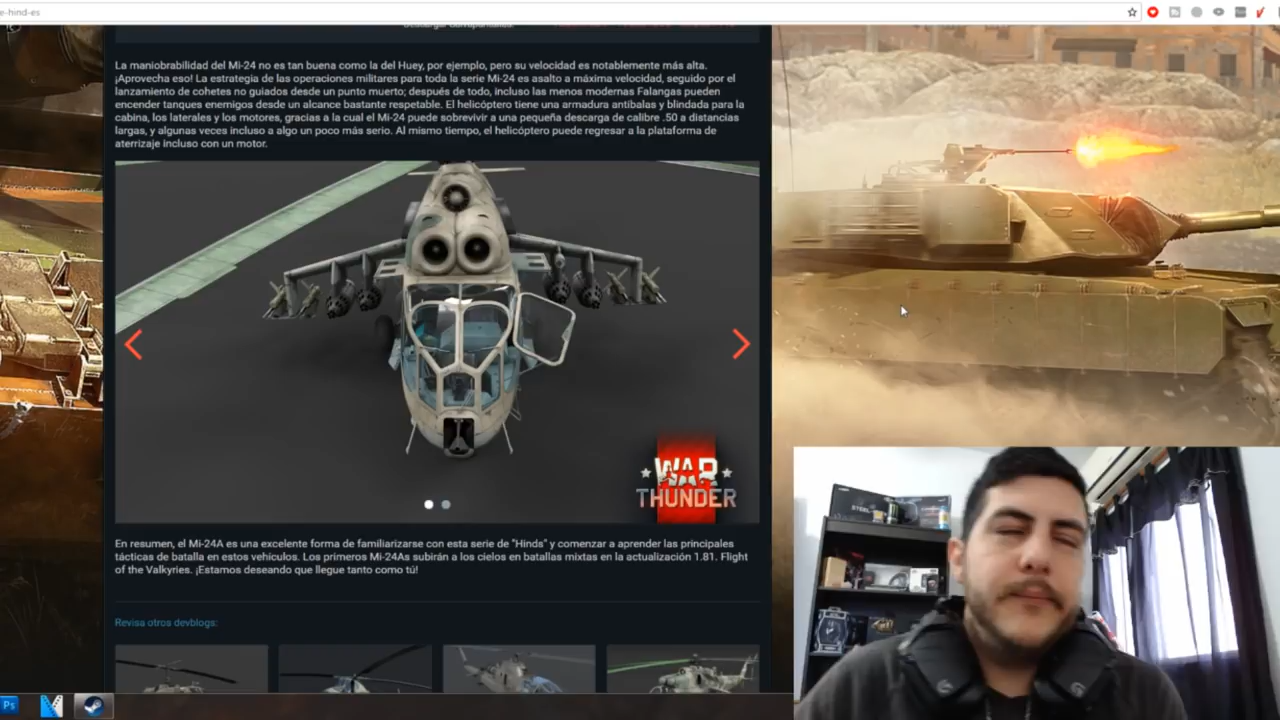 e-hind-es
La maniobrabilidad del Mi-24 no es tan buena como la del Huey, por ejemplo, pero su velocidad es notablemente más alta.
¡Aprovecha eso! La estrategia de las operaciones militares para toda la serie Mi-24 es asalto a máxima velocidad, seguido por el
lanzamiento de cohetes no guiados desde un punto muerto; después de todo, incluso las menos modernas Falangas pueden
encender tanques enemigos desde un alcance bastante respetable. El helicóptero tiene una armadura antibalas y blindada para la
cabina, los laterales y los motores, gracias a la cual el Mi-24 puede sobrevivir a una pequeña descarga de calibre .50 a distancias
largas, y algunas veces incluso a algo un poco más serio. Al mismo tiempo, el helicóptero puede regresar a la plataforma de
aterrizaje incluso con un motor.
WAR
THUNDER
En resumen, el Mi-24A es una excelente forma de familiarizarse con esta serie de "Hinds" y comenzar a aprender las principales
tácticas de batalla en estos vehículos. Los primeros Mi-24As subirán a los cielos en batallas mixtas en la actualización 1.81. Flight
of the Valkyries. ¡Estamos deseando que llegue tanto como tú!
Revisa otros devblogs:
Ps